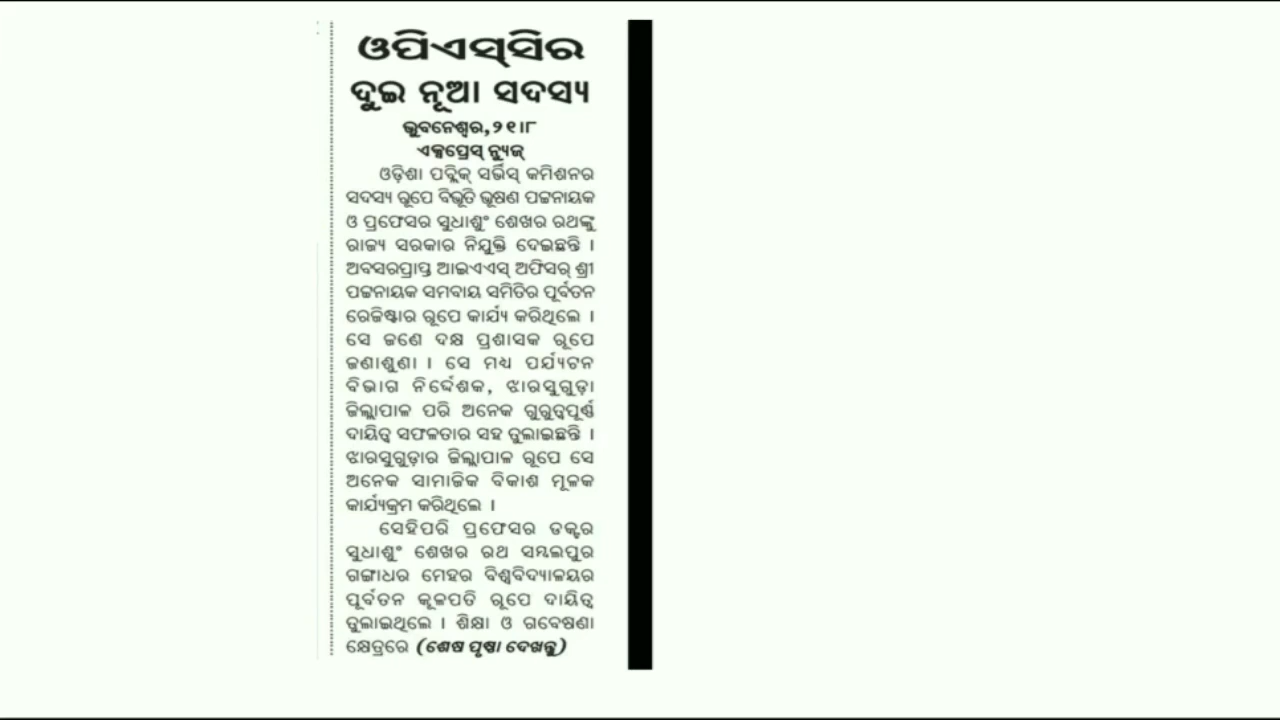 ଓପିଏସ୍‌ସିର
ଦୁଇ ନୂଆ ସଦସ୍ୟ
ଭୁବନେଶ୍ୱର,୨୧।୮
ଏକ୍ସପ୍ରେସ୍ ନ୍ୟୁଜ୍
ଓଡ଼ିଶା ପବ୍ଲିକ୍ ସର୍ଭିସ୍ କମିଶନର
ସଦସ୍ୟ ରୂପେ ବିଭୂତି ଭୂଷଣ ପଟ୍ଟନାୟକ
ଓ ପ୍ରଫେସର ସୁଧାଶୁଂ ଶେଖର ରଥଙ୍କୁ
ରାଜ୍ୟ ସରକାର ନିଯୁକ୍ତି ଦେଇଛନ୍ତି ।
ଅବସରପ୍ରାପ୍ତ ଆଇଏଏସ୍ ଅଫିସର୍ ଶ୍ରୀ
ପଟ୍ଟନାୟକ ସମବାୟ ସମିତିର ପୂର୍ବତନ
ରେଜିଷ୍ଟାର ରୂପେ କାର୍ଯ୍ୟ କରିଥିଲେ ।
ସେ ଜଣେ ଦକ୍ଷ ପ୍ରଶାସକ ରୂପେ
ଜଣାଶୁଣା । ସେ ମଧ୍ୟ ପର୍ଯ୍ୟଟନ
ବିଭାଗ ନିର୍ଦ୍ଦେଶକ, ଝାରସୁଗୁଡ଼ା
ଜିଲ୍ଲାପାଳ ପରି ଅନେକ ଗୁରୁତ୍ୱପୂର୍ଣ୍ଣ
ଦାୟିତ୍ୱ ସଫଳତାର ସହ ତୁଲାଇଛନ୍ତି ।
ଝାରସୁଗୁଡ଼ାର ଜିଲ୍ଲାପାଳ ରୂପେ ସେ
ଅନେକ ସାମାଜିକ ବିକାଶ ମୂଳକ
କାର୍ଯ୍ୟକ୍ରମ କରିଥିଲେ ।
ସେହିପରି ପ୍ରଫେସର ଡକ୍ଟର
ସୁଧାଶୁଂ ଶେଖର ରଥ ସମ୍ବଲପୁର
ଗଙ୍ଗାଧର ମେହର ବିଶ୍ୱବିଦ୍ୟାଳୟର
ପୂର୍ବତନ କୂଳପତି ରୂପେ ଦାୟିତ୍ୱ
ତୁଲାଇଥିଲେ । ଶିକ୍ଷା ଓ ଗବେଷଣା
କ୍ଷେତ୍ରରେ (ଶେଷ ପୃଷ୍ଠା ଦେଖନ୍ତୁ)